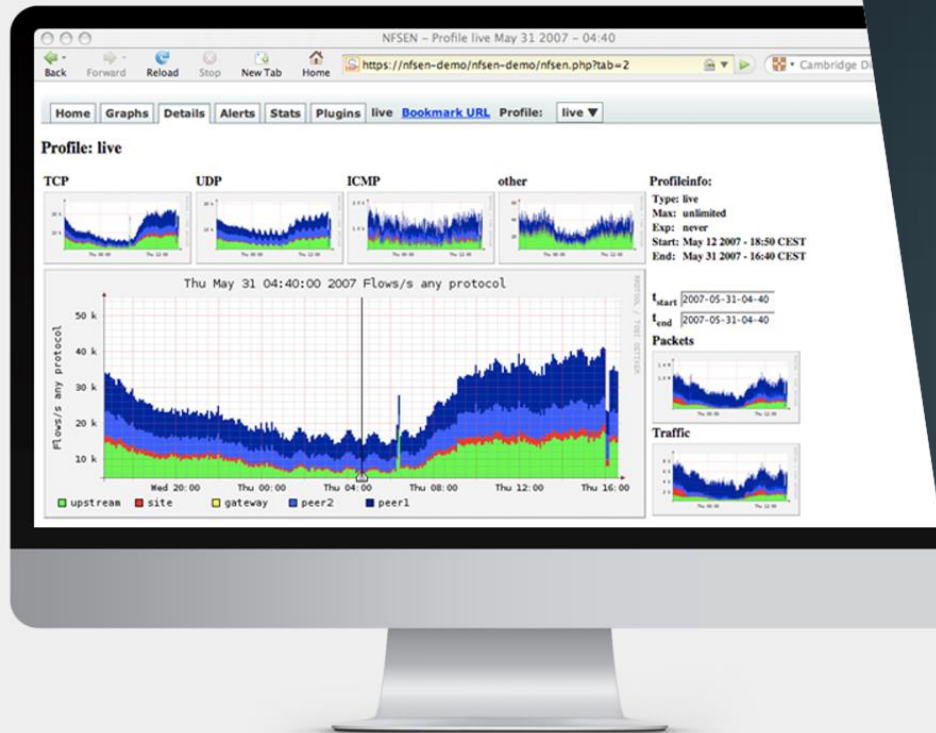 NFSEN - Profile live May 31 2007 - 04:40
Back Forward Reload Stop New Tab Home https://nfsen-demo/nfsen-demo/nfsen.php?tab=2 Cambridge
Home Graphs Details Alerts Stats Plugins live Bookmark URL Profile: live ▼
Profile: live
TCP UDP ICMP other
Profileinfo:
Type: live
Max: unlimited
Exp: never
Start: May 12 2007 - 18:50 CEST
End: May 31 2007 - 16:40 CEST
tstart 2007-05-31-04-40
tend 2007-05-31-04-40
Packets
Traffic
Thu May 31 04:40:00 2007 Flows/s any protocol
Flows/s any protocol
50 k
40 k
30 k
20 k
10 k
Wed 20:00 Thu 00:00 Thu 04:00 Thu 08:00 Thu 12:00 Thu 16:00
upstream site gateway peer2 peer1